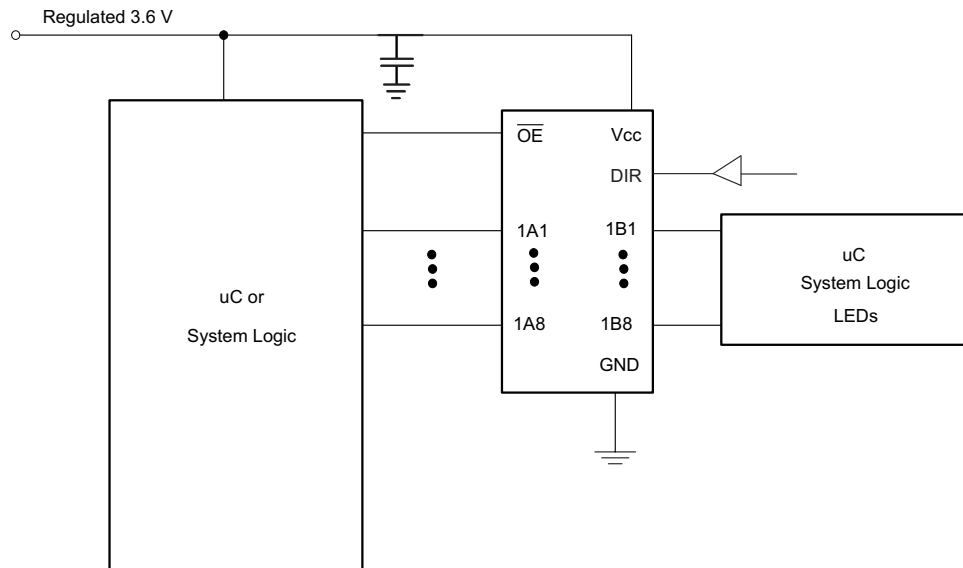 Regulated 3.6 V
OE
Vcc
DIR
1A1
1B1
uC or
System Logic
uC
System Logic
LEDs
1A8
1B8
GND